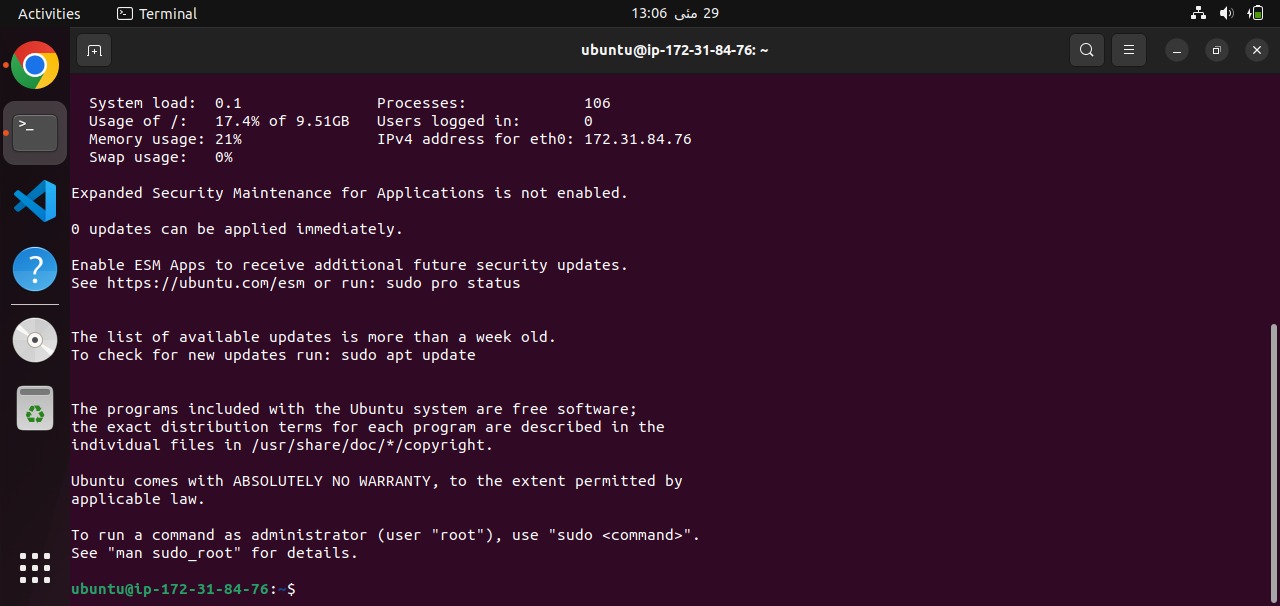 Activities Terminal 29 مئی 13:06
ubuntu@ip-172-31-84-76: ~
System load: 0.1 Processes: 106
Usage of /: 17.4% of 9.51GB Users logged in: 0
Memory usage: 21% IPv4 address for eth0: 172.31.84.76
Swap usage: 0%
Expanded Security Maintenance for Applications is not enabled.
0 updates can be applied immediately.
Enable ESM Apps to receive additional future security updates.
See https://ubuntu.com/esm or run: sudo pro status
The list of available updates is more than a week old.
To check for new updates run: sudo apt update
The programs included with the Ubuntu system are free software;
the exact distribution terms for each program are described in the
individual files in /usr/share/doc/*/copyright.
Ubuntu comes with ABSOLUTELY NO WARRANTY, to the extent permitted by
applicable law.
To run a command as administrator (user "root"), use "sudo <command>".
See "man sudo_root" for details.
ubuntu@ip-172-31-84-76:~$